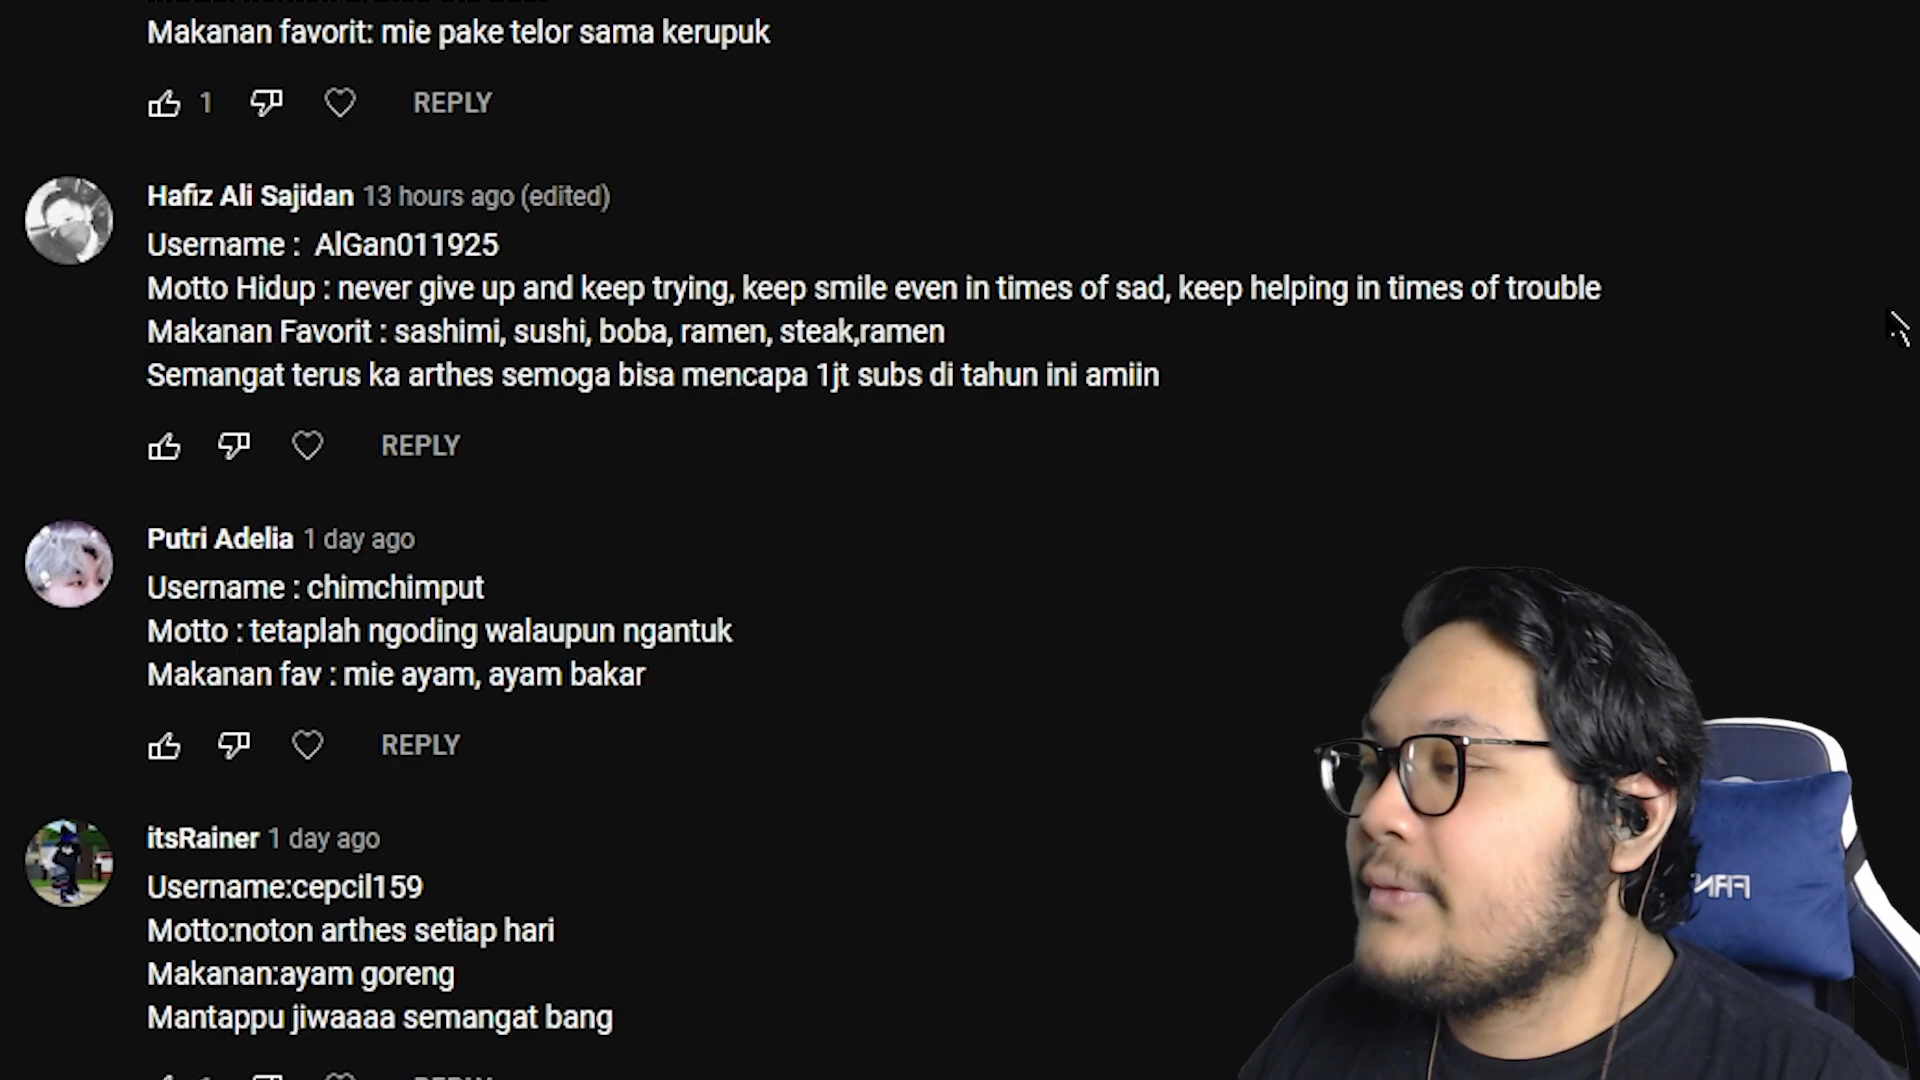 Makanan favorit: mie pake telor sama kerupuk
1 REPLY
Hafiz Ali Sajidan 13 hours ago (edited)
Username : AlGan011925
Motto Hidup : never give up and keep trying, keep smile even in times of sad, keep helping in times of trouble
Makanan Favorit : sashimi, sushi, boba, ramen, steak,ramen
Semangat terus ka arthes semoga bisa mencapa 1jt subs di tahun ini amiin
REPLY
Putri Adelia 1 day ago
Username : chimchimput
Motto : tetaplah ngoding walaupun ngantuk
Makanan fav : mie ayam, ayam bakar
REPLY
itsRainer 1 day ago
Username:cepcil159
Motto:noton arthes setiap hari
Makanan:ayam goreng
Mantappu jiwaaaa semangat bang